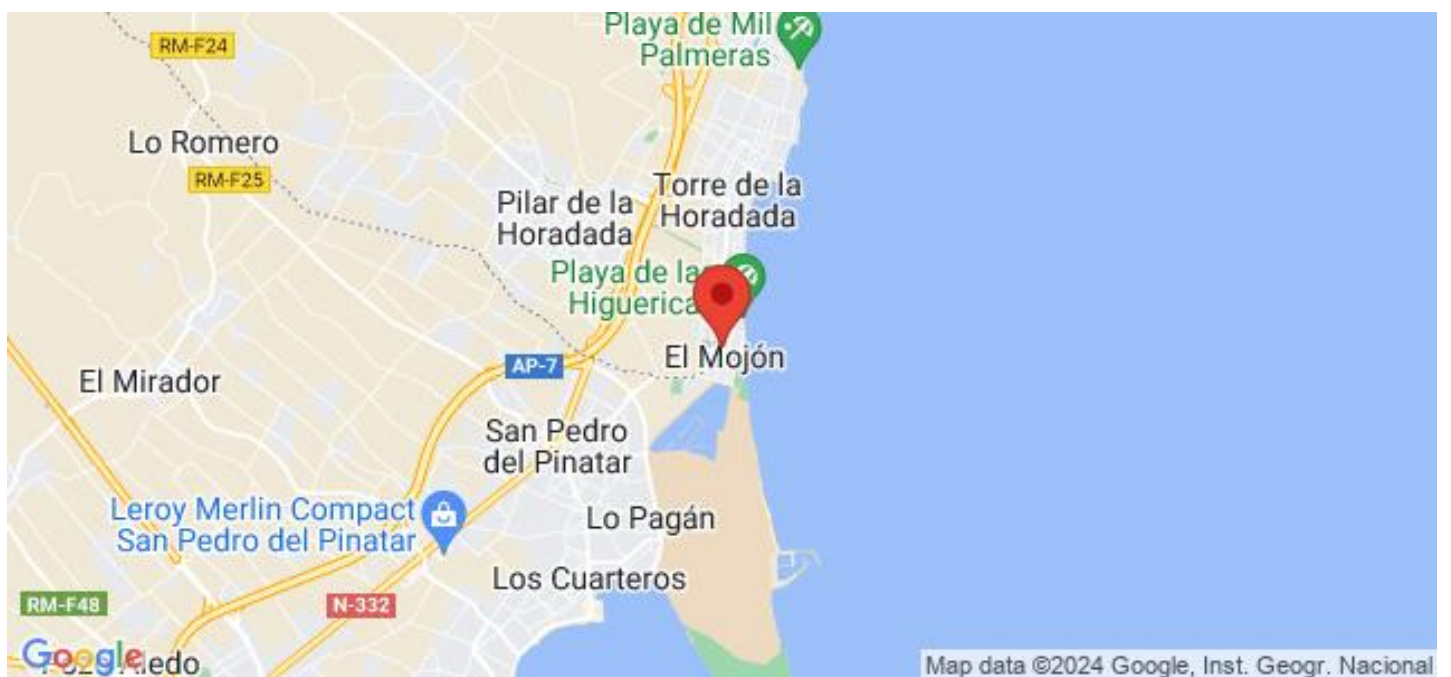 Playa de Mil
Palmeras
RM-F24
Lo Romero
RM-F25
Torre de la
Horadada
Pilar de la
Horadada
Playa de las
Higuerica
El Mojón
AP-7
El Mirador
San Pedro
del Pinatar
Leroy Merlin Compact
San Pedro del Pinatar
Lo Pagán
Los Cuarteros
RM-F48
N-332
Google
Map data ©2024 Google, Inst. Geogr. Nacional